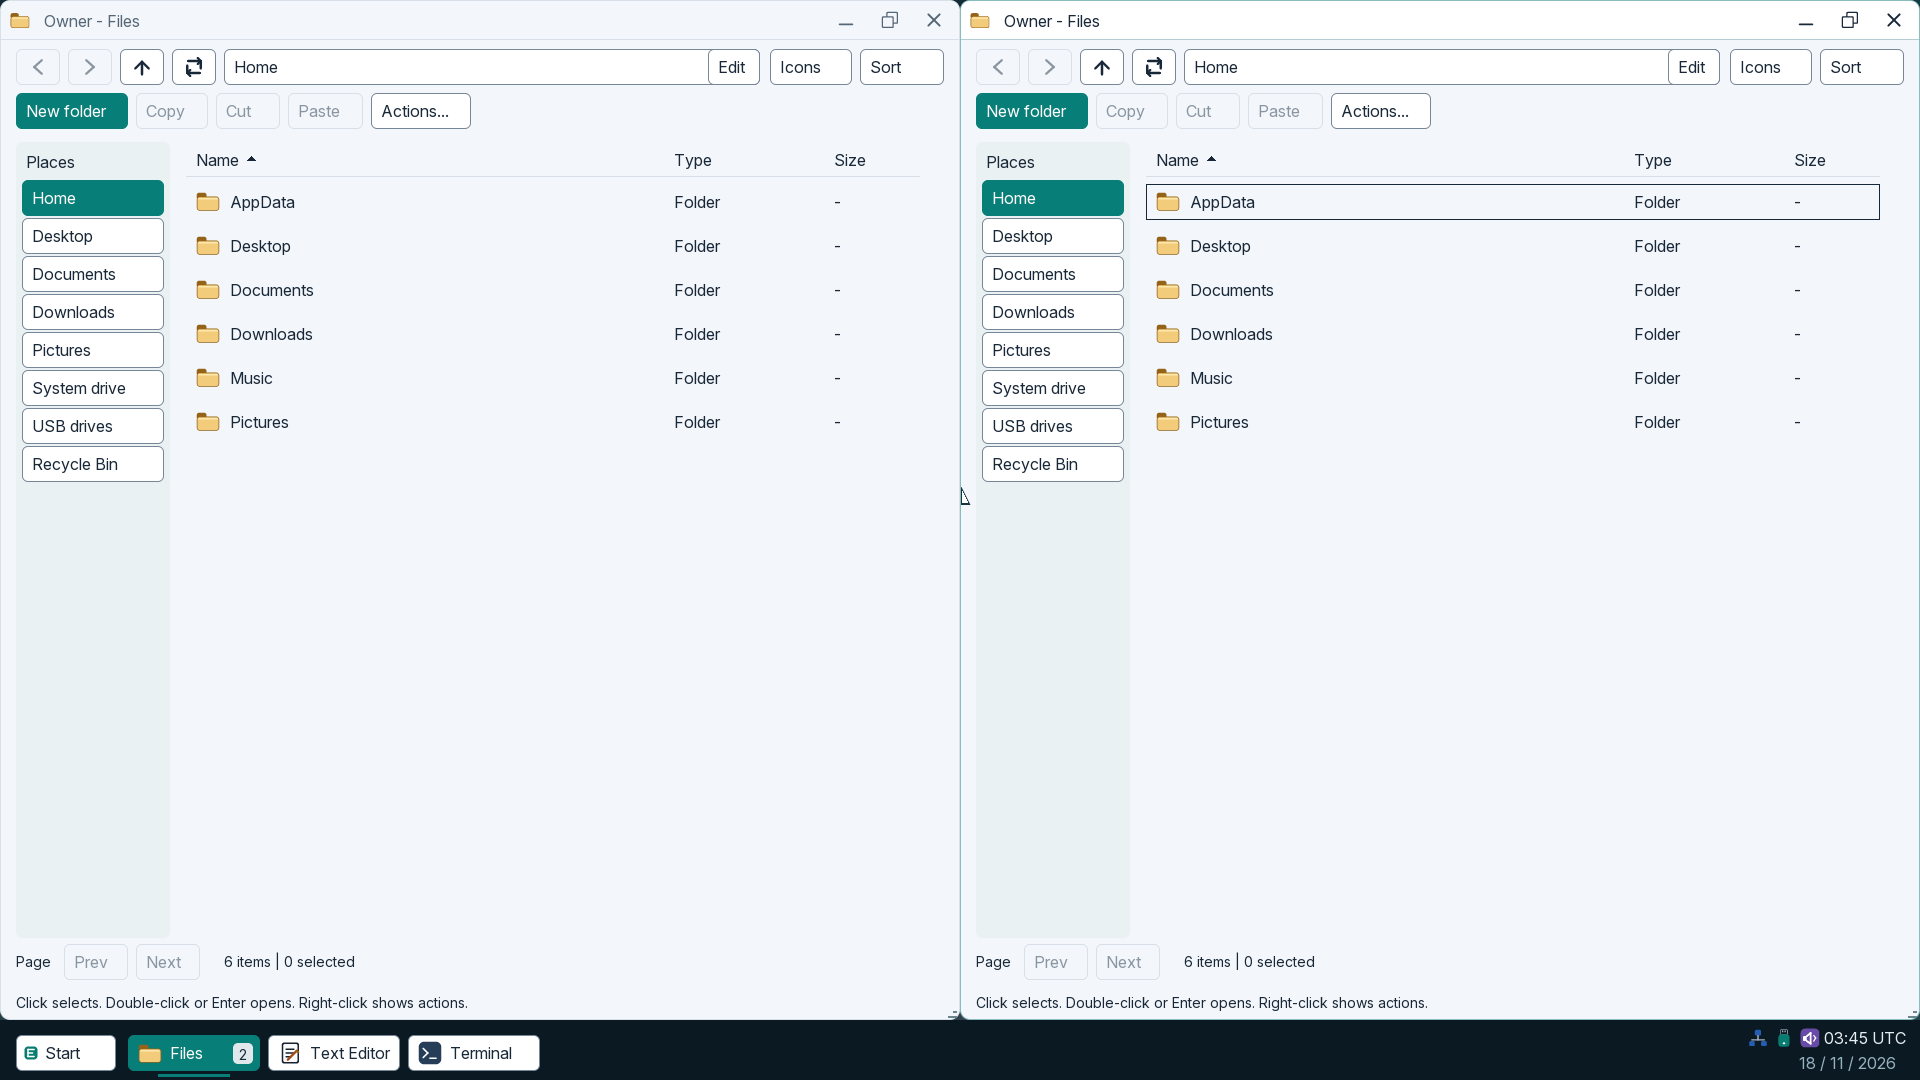 Owner - Files
Home
Edit
Icons
Sort
New folder
Copy
Cut
Paste
Actions...
Places
Home
Desktop
Documents
Downloads
Pictures
System drive
USB drives
Recycle Bin
Name Type Size
AppData Folder -
Desktop Folder -
Documents Folder -
Downloads Folder -
Music Folder -
Pictures Folder -
Page Prev Next 6 items | 0 selected
Click selects. Double-click or Enter opens. Right-click shows actions.
Owner - Files
Home
Edit
Icons
Sort
New folder
Copy
Cut
Paste
Actions...
Places
Home
Desktop
Documents
Downloads
Pictures
System drive
USB drives
Recycle Bin
Name Type Size
AppData Folder -
Desktop Folder -
Documents Folder -
Downloads Folder -
Music Folder -
Pictures Folder -
Page Prev Next 6 items | 0 selected
Click selects. Double-click or Enter opens. Right-click shows actions.
E Start
Files 2
Text Editor
Terminal
03:45 UTC
18 / 11 / 2026